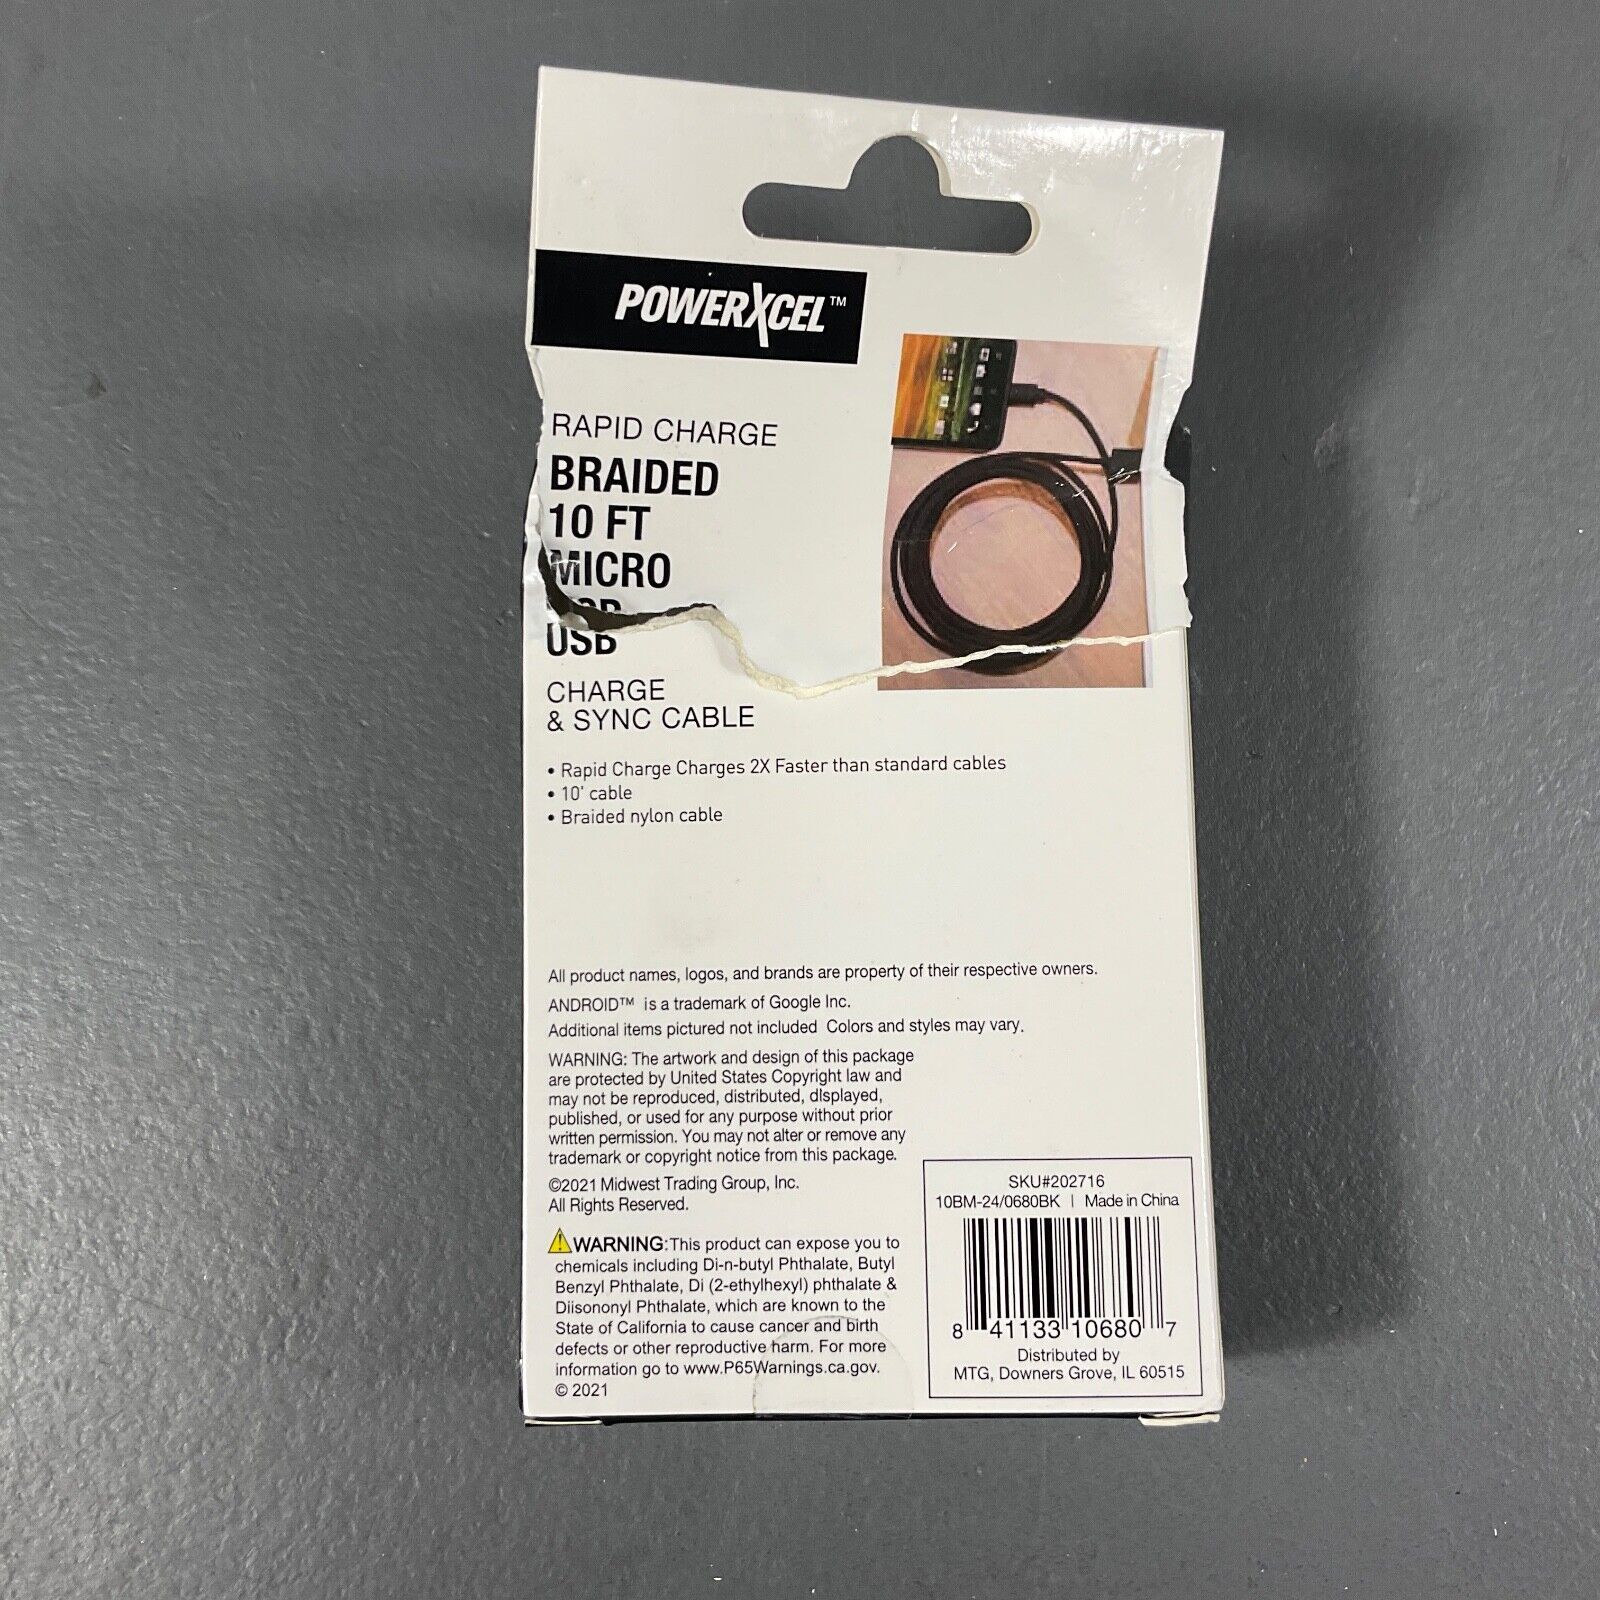 POWERXCEL™
RAPID CHARGE
BRAIDED
10 FT
MICRO
USB
USB
CHARGE
& SYNC CABLE
• Rapid Charge Charges 2X Faster than standard cables
• 10' cable
• Braided nylon cable
All product names, logos, and brands are property of their respective owners.
ANDROID™ is a trademark of Google Inc.
Additional items pictured not included Colors and styles may vary.
WARNING: The artwork and design of this package
are protected by United States Copyright law and
may not be reproduced, distributed, dIsplayed,
published, or used for any purpose without prior
written permission. You may not alter or remove any
trademark or copyright notice from this package.
©2021 Midwest Trading Group, Inc.
All Rights Reserved.
WARNING:This product can expose you to
chemicals including Di-n-butyl Phthalate, Butyl
Benzyl Phthalate, Di (2-ethylhexyl) phthalate &
Diisononyl Phthalate, which are known to the
State of California to cause cancer and birth
defects or other reproductive harm. For more
information go to www.P65Warnings.ca.gov.
© 2021
SKU#202716
10BM-24/0680BK | Made in China
8 41133 10680 7
Distributed by
MTG, Downers Grove, IL 60515